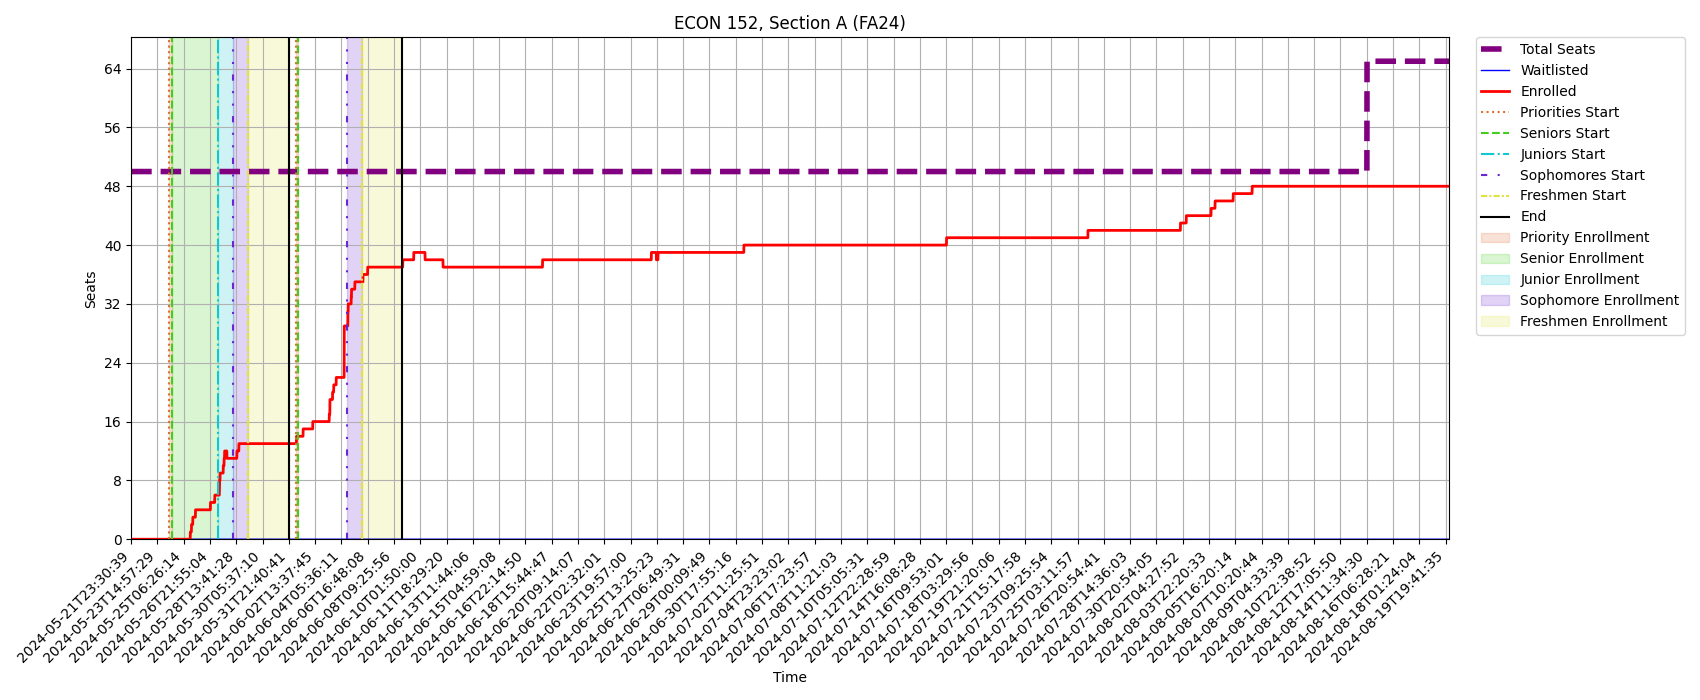 ECON 152, Section A (FA24)
Seats
64
56
48
40
32
24
16
8
0
2024-05-21T23:30:39
2024-05-23T14:57:29
2024-05-25T06:26:14
2024-05-26T21:55:04
2024-05-28T13:41:28
2024-05-30T05:37:10
2024-05-31T21:40:41
2024-06-02T13:37:45
2024-06-04T05:36:11
2024-06-06T16:48:08
2024-06-08T09:25:56
2024-06-10T01:50:00
2024-06-11T18:29:20
2024-06-13T11:44:06
2024-06-15T04:59:08
2024-06-16T22:14:50
2024-06-18T15:44:47
2024-06-20T09:14:07
2024-06-22T02:32:01
2024-06-23T19:57:00
2024-06-25T13:25:23
2024-06-27T06:49:31
2024-06-29T00:09:49
2024-06-30T17:55:16
2024-07-02T11:25:51
2024-07-04T23:23:02
2024-07-06T17:23:57
2024-07-08T11:21:03
2024-07-10T05:05:31
2024-07-12T22:28:59
2024-07-14T16:08:28
2024-07-16T09:53:01
2024-07-18T03:29:56
2024-07-19T21:20:06
2024-07-21T15:17:58
2024-07-23T09:25:54
2024-07-25T03:11:57
2024-07-26T20:54:41
2024-07-28T14:36:03
2024-07-30T20:54:05
2024-08-02T04:27:52
2024-08-03T22:20:33
2024-08-05T16:20:14
2024-08-07T10:20:44
2024-08-09T04:33:39
2024-08-10T22:38:52
2024-08-12T17:05:50
2024-08-14T11:34:30
2024-08-16T06:28:21
2024-08-18T01:24:04
2024-08-19T19:41:35
Time
Total Seats
Waitlisted
Enrolled
Priorities Start
Seniors Start
Juniors Start
Sophomores Start
Freshmen Start
End
Priority Enrollment
Senior Enrollment
Junior Enrollment
Sophomore Enrollment
Freshmen Enrollment